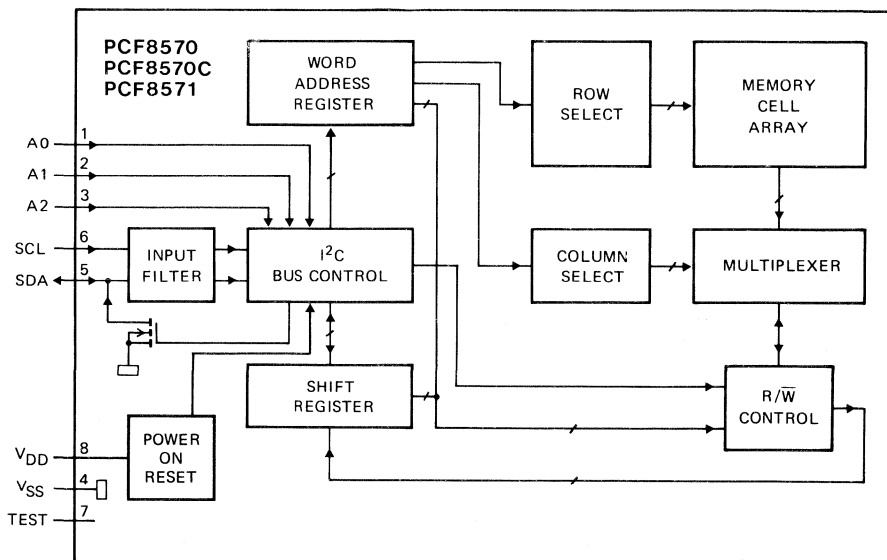 PCF8570
PCF8570C
PCF8571
WORD
ADDRESS
REGISTER
ROW
SELECT
MEMORY
CELL
ARRAY
A0
1
A1
2
A2
3
SCL
6
SDA
5
INPUT
FILTER
I²C
BUS CONTROL
COLUMN
SELECT
MULTIPLEXER
SHIFT
REGISTER
R/W̅
CONTROL
POWER
ON
RESET
VDD
8
VSS
4
TEST
7